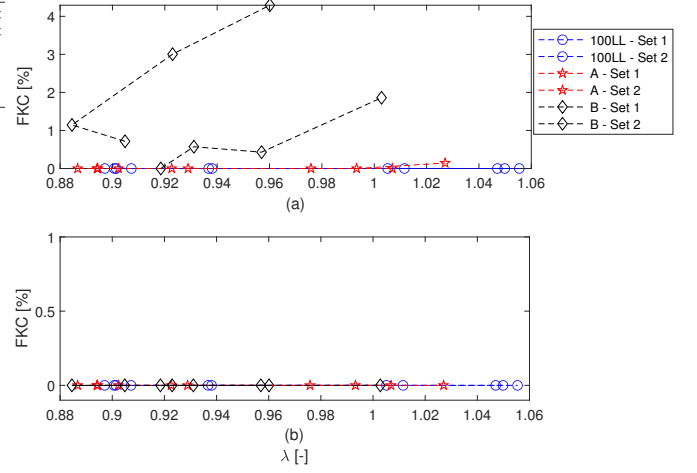 4
3
2
1
0
FKC [%]
0.88 0.9 0.92 0.94 0.96 0.98 1 1.02 1.04 1.06
(a)
100LL - Set 1
100LL - Set 2
A - Set 1
A - Set 2
B - Set 1
B - Set 2
1
0.5
0
FKC [%]
0.88 0.9 0.92 0.94 0.96 0.98 1 1.02 1.04 1.06
(b)
λ [-]